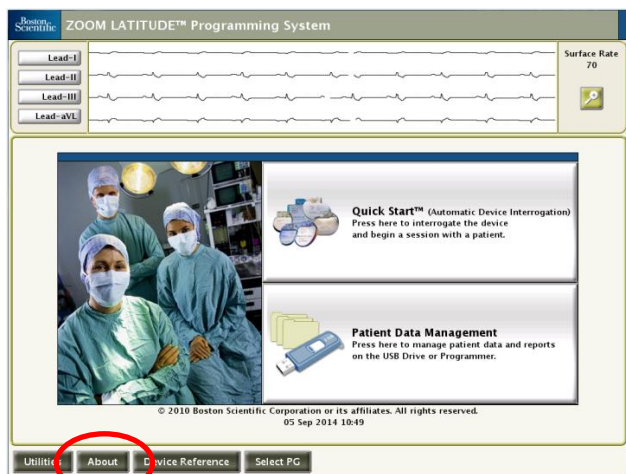 Boston
Scientific
ZOOM LATITUDE™ Programming System
Lead-I
Lead-II
Lead-III
Lead-aVL
Surface Rate
70
Quick Start™ (Automatic Device Interrogation)
Press here to interrogate the device
and begin a session with a patient.
Patient Data Management
Press here to manage patient data and reports
on the USB Drive or Programmer.
© 2010 Boston Scientific Corporation or its affiliates. All rights reserved.
05 Sep 2014 10:49
Utilities About Device Reference Select PG